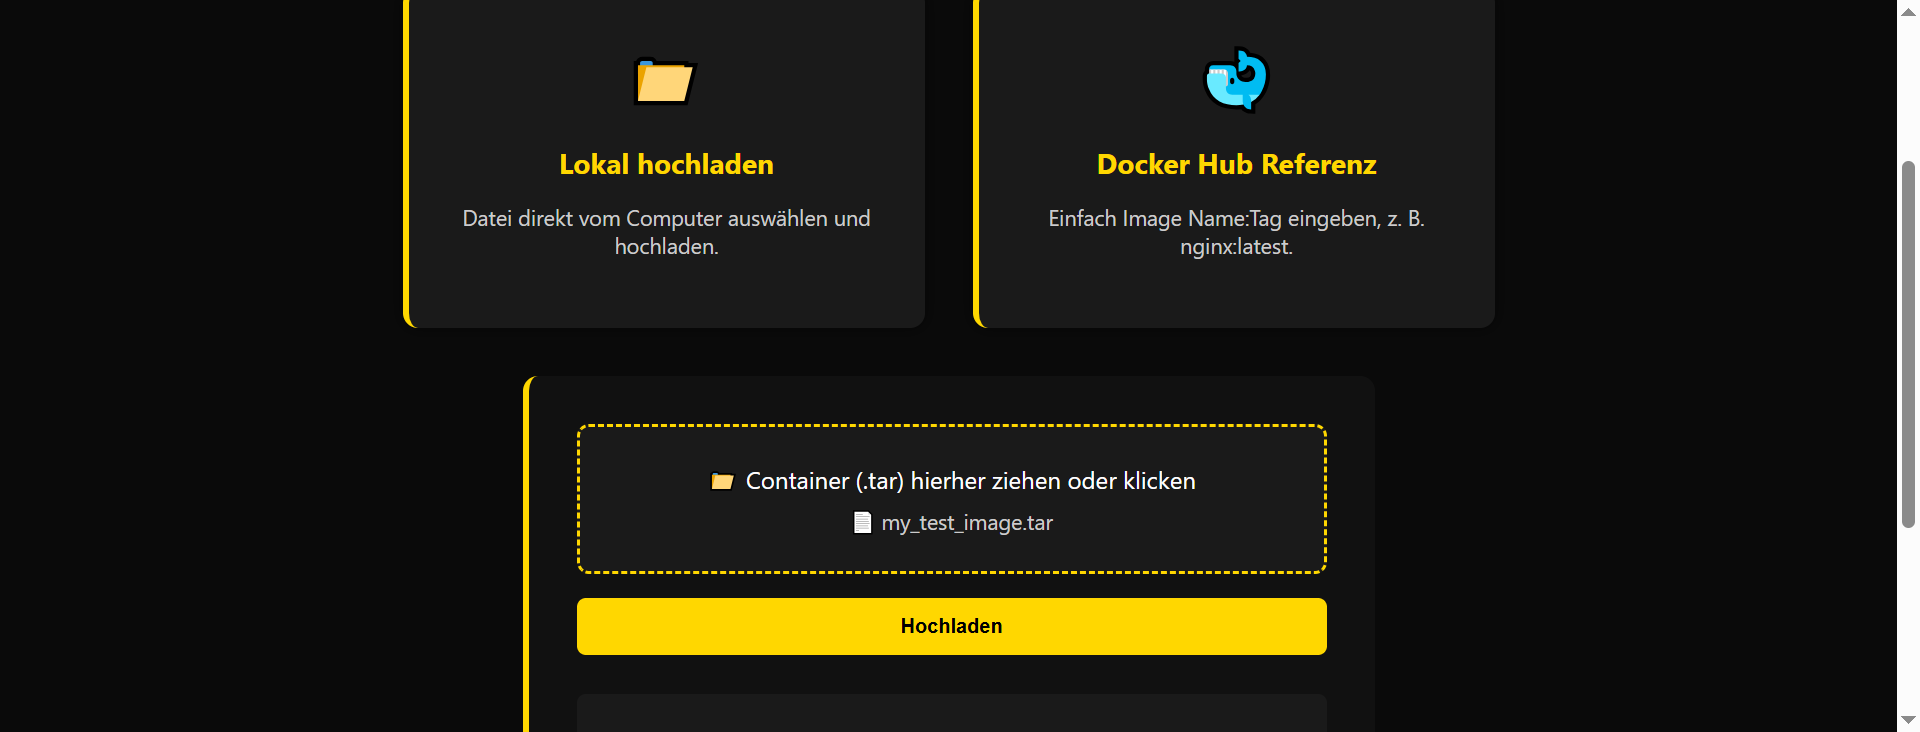 Lokal hochladen
Datei direkt vom Computer auswählen und
hochladen.
Docker Hub Referenz
Einfach Image Name:Tag eingeben, z. B.
nginx:latest.
Container (.tar) hierher ziehen oder klicken
my_test_image.tar
Hochladen